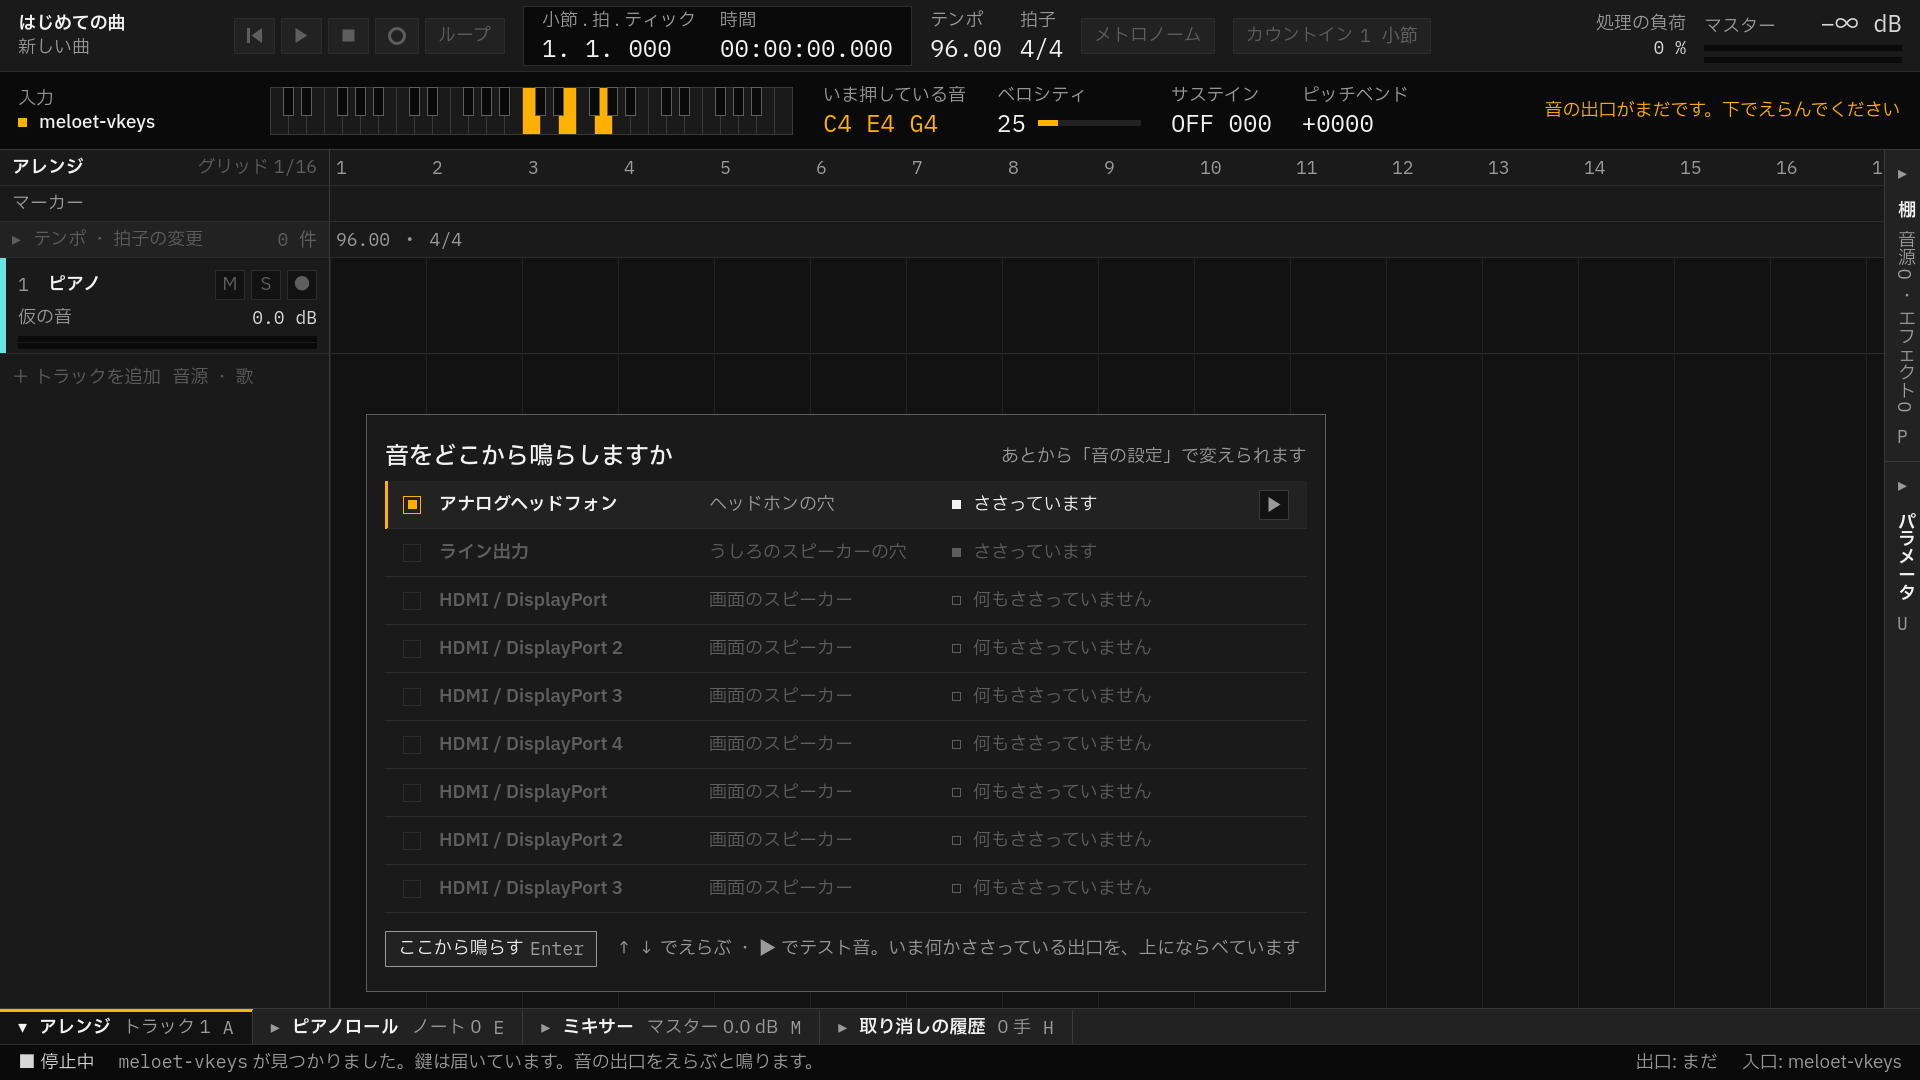 はじめての曲
新しい曲
ループ
小節 . 拍 . ティック 時間
1. 1. 000 00:00:00.000
テンポ 拍子
96.00 4/4
メトロノーム
カウントイン 1 小節
処理の負荷
0 %
マスター -∞ dB
入力
meloet-vkeys
いま押している音
C4 E4 G4
ベロシティ
25
サステイン
OFF 000
ピッチベンド
+0000
音の出口がまだです。下でえらんでください
アレンジ グリッド 1/16
1 2 3 4 5 6 7 8 9 10 11 12 13 14 15 16 1
マーカー
▸ テンポ · 拍子の変更 0 件
96.00 · 4/4
1 ピアノ M S
仮の音 0.0 dB
＋ トラックを追加 音源 · 歌
音をどこから鳴らしますか あとから「音の設定」で変えられます
アナログヘッドフォン ヘッドホンの穴 ささっています
ライン出力 うしろのスピーカーの穴 ささっています
HDMI / DisplayPort 画面のスピーカー 何もささっていません
HDMI / DisplayPort 2 画面のスピーカー 何もささっていません
HDMI / DisplayPort 3 画面のスピーカー 何もささっていません
HDMI / DisplayPort 4 画面のスピーカー 何もささっていません
HDMI / DisplayPort 画面のスピーカー 何もささっていません
HDMI / DisplayPort 2 画面のスピーカー 何もささっていません
HDMI / DisplayPort 3 画面のスピーカー 何もささっていません
ここから鳴らす Enter ↑ ↓ でえらぶ · ▶ でテスト音。いま何かささっている出口を、上にならべています
▸ 棚 音源 0 · エフェクト 0 P
▸ パラメータ U
▾ アレンジ トラック 1 A ▸ ピアノロール ノート 0 E ▸ ミキサー マスター 0.0 dB M ▸ 取り消しの履歴 0 手 H
■ 停止中 meloet-vkeys が見つかりました。鍵は届いています。音の出口をえらぶと鳴ります。 出口: まだ 入口: meloet-vkeys